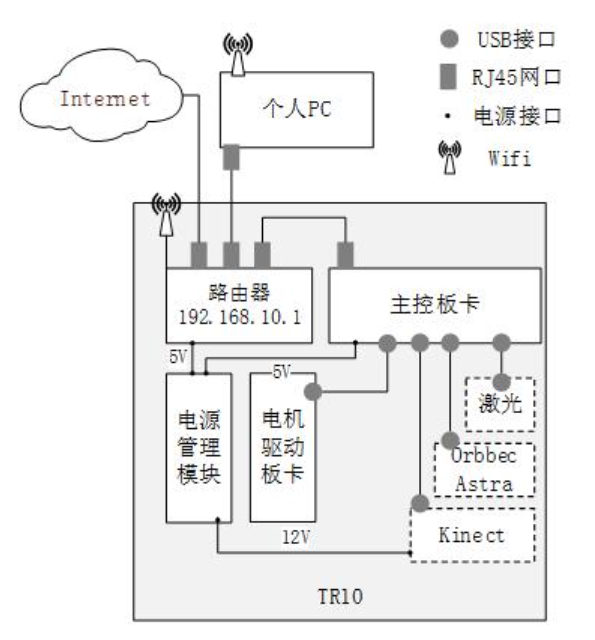 USB接口
Internet
个人PC
RJ45网口
电源接口
Wifi
路由器
192.168.10.1
主控板卡
5V
5V
激光
电源
管理
模块
电机
驱动
板卡
Orbbec
Astra
Kinect
12V
TR10